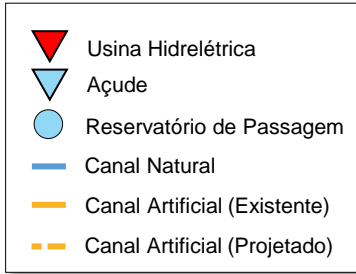 Usina Hidrelétrica
Açude
Reservatório de Passagem
Canal Natural
Canal Artificial (Existente)
Canal Artificial (Projetado)